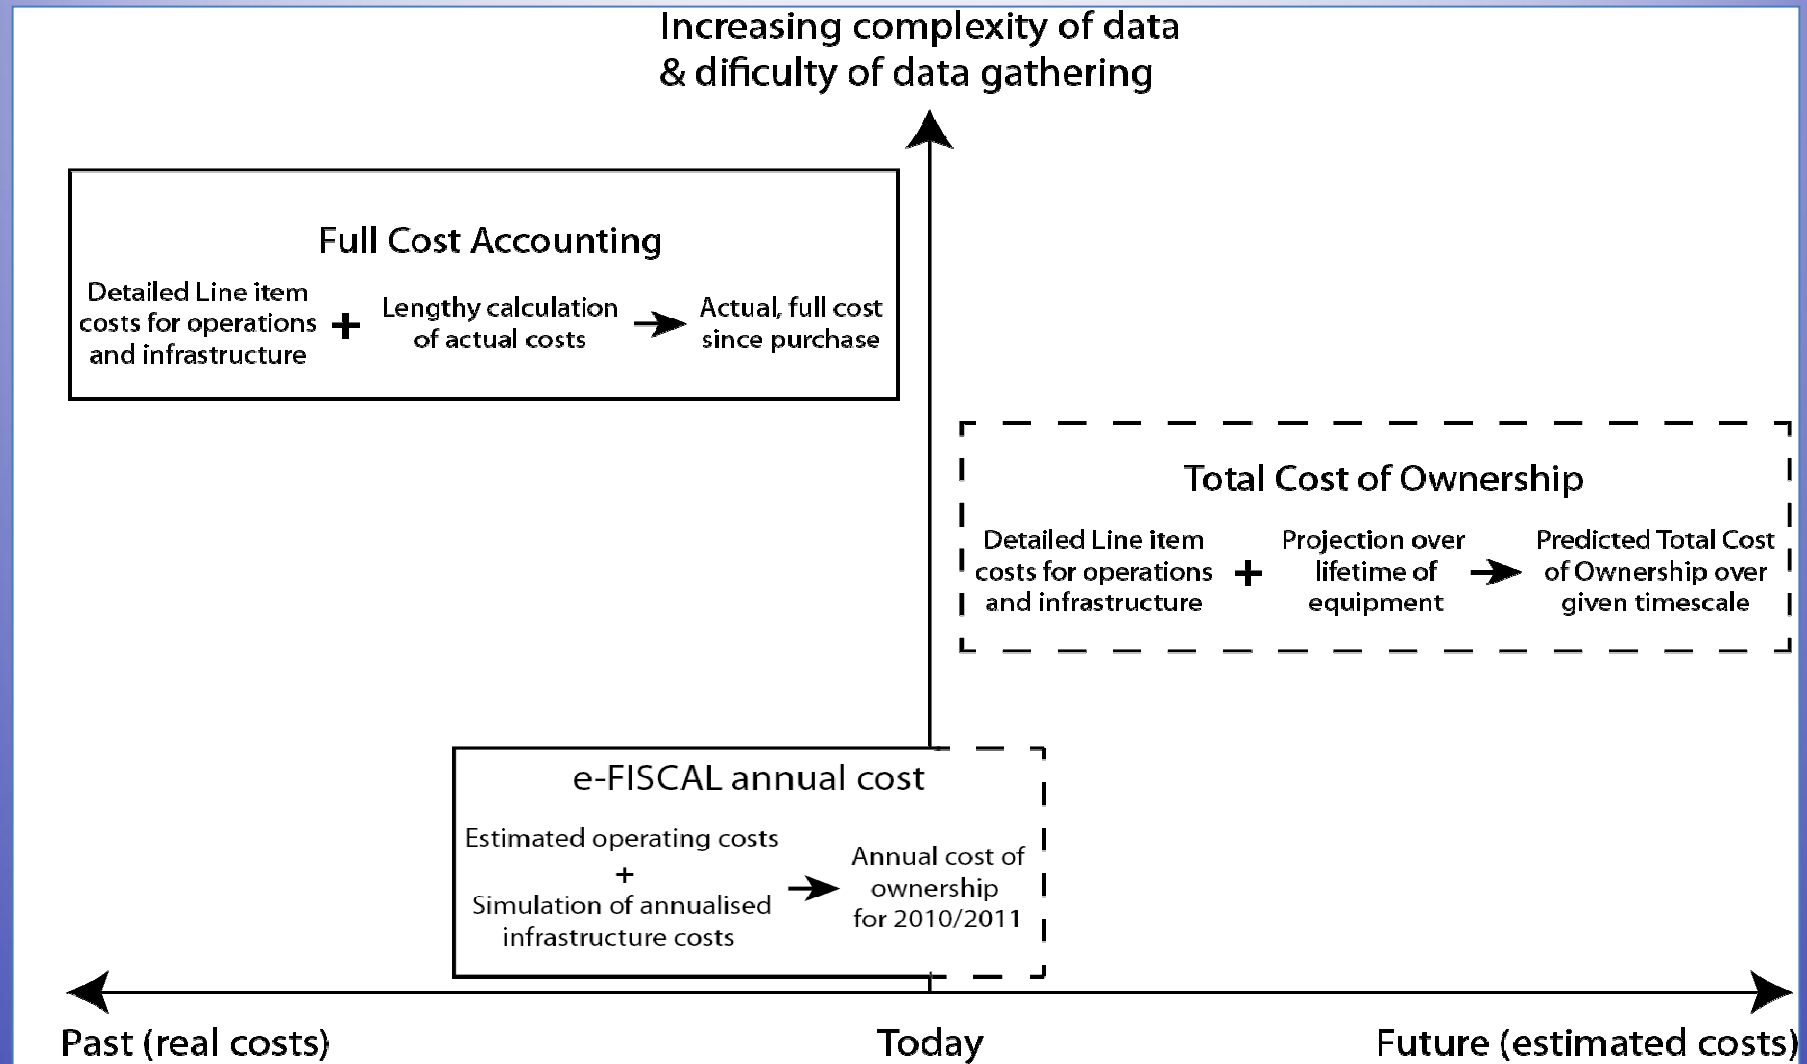 Increasing complexity of data
& dificulty of data gathering
Full Cost Accounting
Detailed Line item
costs for operations
and infrastructure
+
Lengthy calculation
of actual costs
Actual, full cost
since purchase
Total Cost of Ownership
Detailed Line item
costs for operations
and infrastructure
+
Projection over
lifetime of
equipment
Predicted Total Cost
of Ownership over
given timescale
e-FISCAL annual cost
Estimated operating costs
+
Simulation of annualised
infrastructure costs
Annual cost of
ownership
for 2010/2011
Past (real costs)
Today
Future (estimated costs)